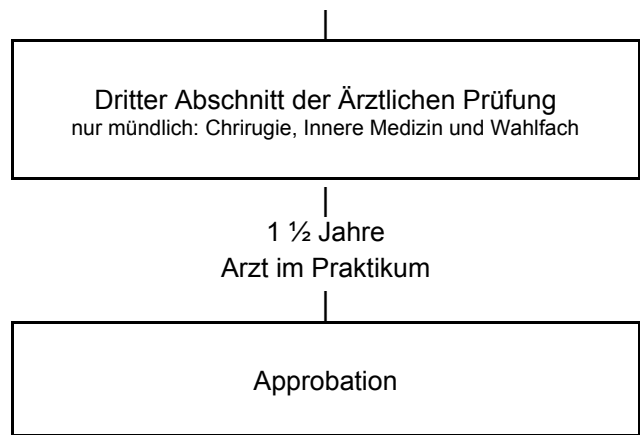 Dritter Abschnitt der Ärztlichen Prüfung
nur mündlich: Chrirugie, Innere Medizin und Wahlfach
1 ½ Jahre
Arzt im Praktikum
Approbation